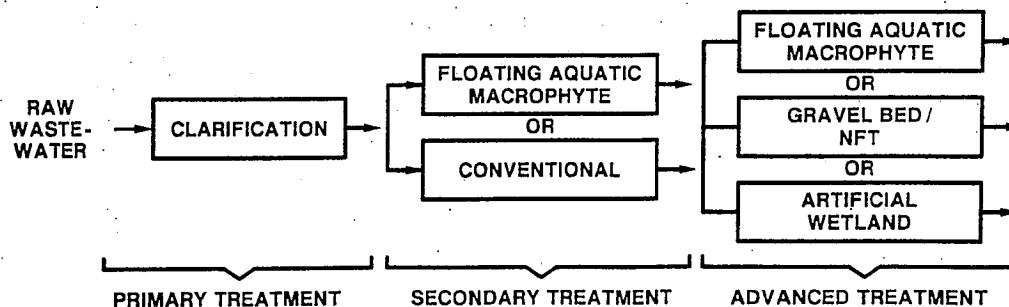 RAW
WASTE-
WATER
CLARIFICATION
FLOATING AQUATIC
MACROPHYTE
OR
CONVENTIONAL
FLOATING AQUATIC
MACROPHYTE
OR
GRAVEL BED /
NFT
OR
ARTIFICIAL
WETLAND
PRIMARY TREATMENT
SECONDARY TREATMENT
ADVANCED TREATMENT